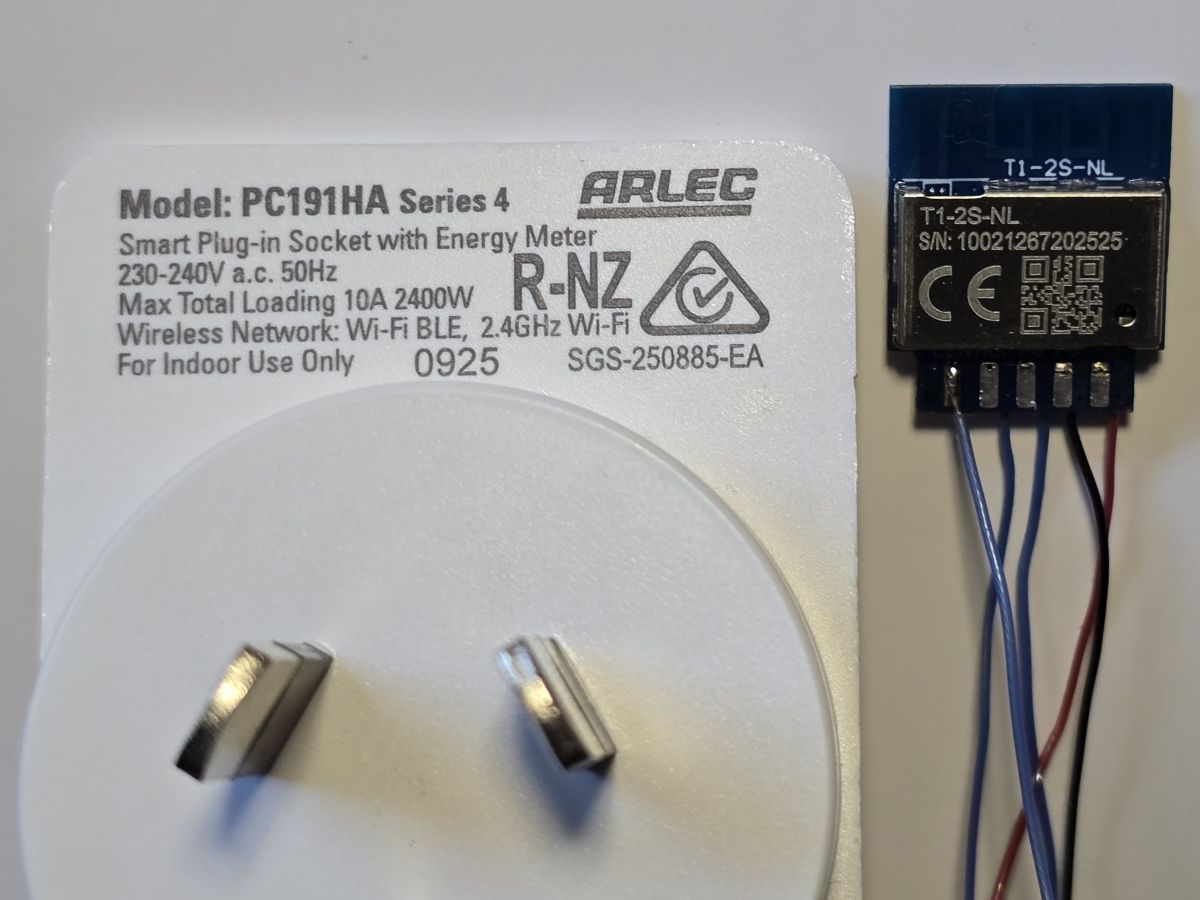 Model: PC191HA Series 4
ARLEC
Smart Plug-in Socket with Energy Meter
230-240V a.c. 50Hz
R-NZ
Max Total Loading 10A 2400W
Wireless Network: Wi-Fi BLE, 2.4GHz Wi-Fi
For Indoor Use Only
0925
SGS-250885-EA
T1-2S-NL
T1-2S-NL
S/N: 10021267202525
CE